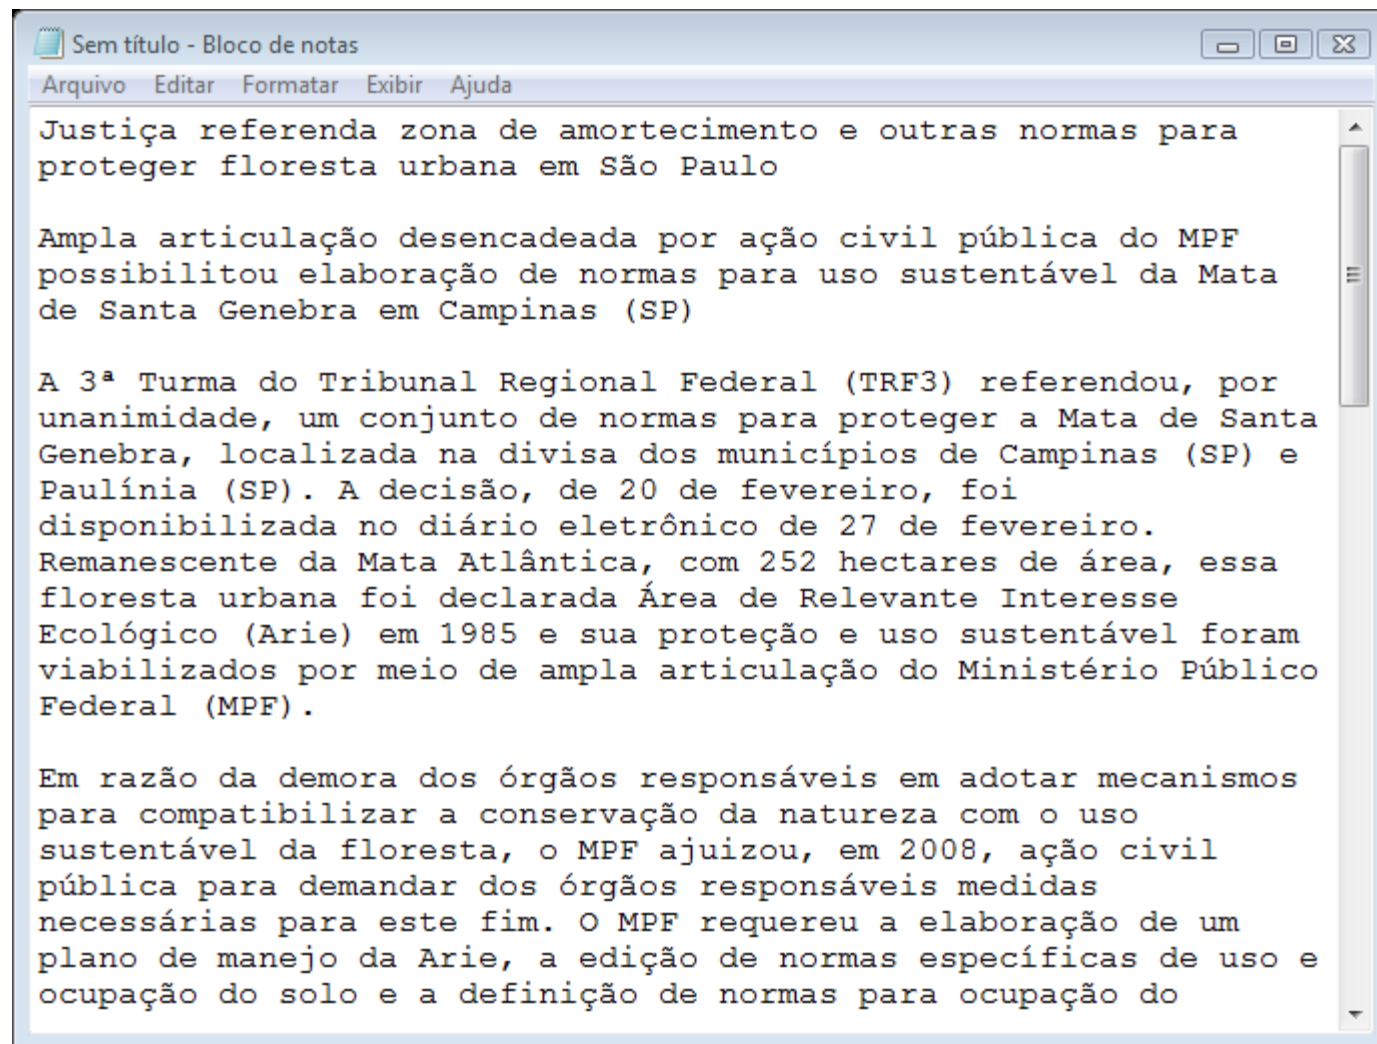 Sem título - Bloco de notas
Arquivo Editar Formatar Exibir Ajuda
Justiça referenda zona de amortecimento e outras normas para
proteger floresta urbana em São Paulo
Ampla articulação desencadeada por ação civil pública do MPF
possibilitou elaboração de normas para uso sustentável da Mata
de Santa Genebra em Campinas (SP)
A 3ª Turma do Tribunal Regional Federal (TRF3) referendou, por
unanimidade, um conjunto de normas para proteger a Mata de Santa
Genebra, localizada na divisa dos municípios de Campinas (SP) e
Paulínia (SP). A decisão, de 20 de fevereiro, foi
disponibilizada no diário eletrônico de 27 de fevereiro.
Remanescente da Mata Atlântica, com 252 hectares de área, essa
floresta urbana foi declarada Área de Relevante Interesse
Ecológico (Arie) em 1985 e sua proteção e uso sustentável foram
viabilizados por meio de ampla articulação do Ministério Público
Federal (MPF).
Em razão da demora dos órgãos responsáveis em adotar mecanismos
para compatibilizar a conservação da natureza com o uso
sustentável da floresta, o MPF ajuizou, em 2008, ação civil
pública para demandar dos órgãos responsáveis medidas
necessárias para este fim. O MPF requereu a elaboração de um
plano de manejo da Arie, a edição de normas específicas de uso e
ocupação do solo e a definição de normas para ocupação do